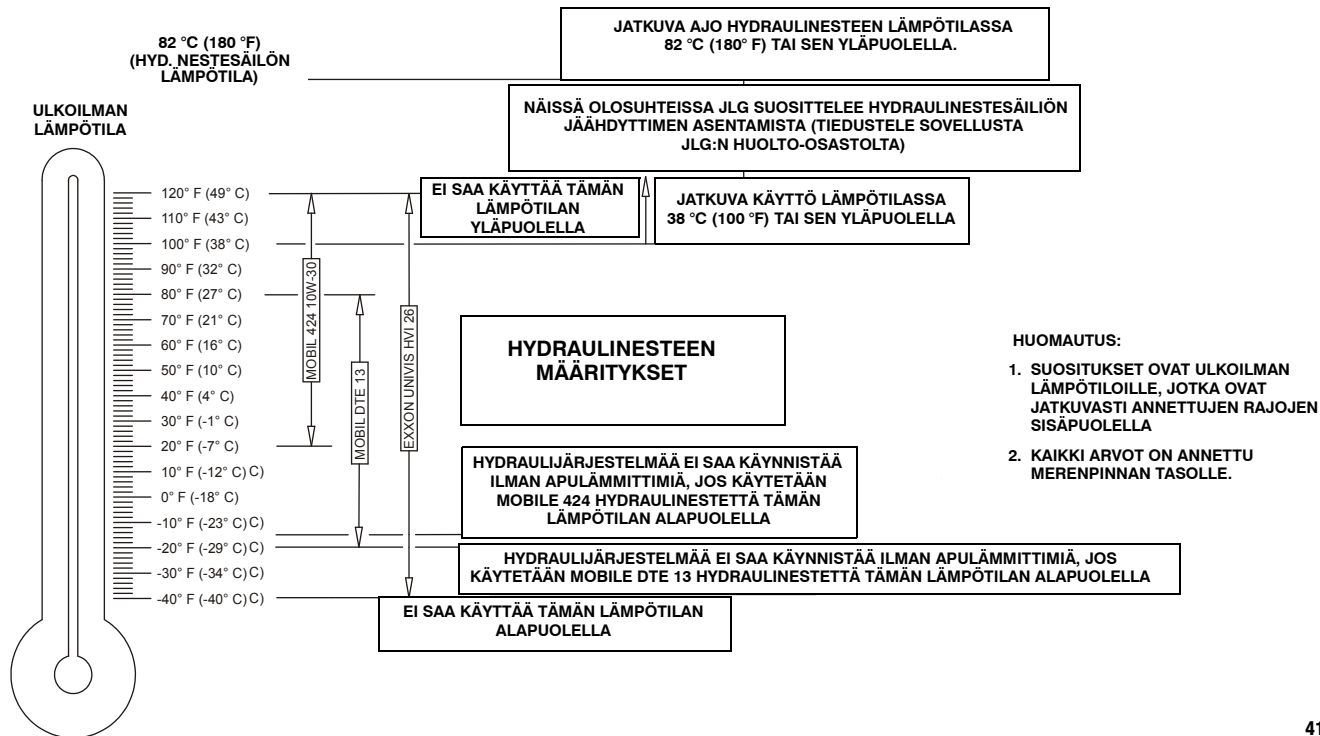 82 °C (180 °F)
(HYD. NESTESÄILÖN
LÄMPÖTILA)
JATKUVA AJO HYDRAULINESTEEN LÄMPÖTILASSA
82 °C (180° F) TAI SEN YLÄPUOLELLA.
NÄISSÄ OLOSUHTEISSA JLG SUOSITTELEE HYDRAULINESTESÄILIÖN
JÄÄHDYTTIMEN ASENTAMISTA (TIEDUSTELE SOVELLUSTA
JLG:N HUOLTO-OSASTOLTA)
ULKOILMAN
LÄMPÖTILA
EI SAA KÄYTTÄÄ TÄMÄN
LÄMPÖTILAN
YLÄPUOLELLA
JATKUVA KÄYTTÖ LÄMPÖTILASSA
38 °C (100 °F) TAI SEN YLÄPUOLELLA
120° F (49° C)
110° F (43° C)
100° F (38° C)
90° F (32° C)
80° F (27° C)
70° F (21° C)
60° F (16° C)
50° F (10° C)
40° F (4° C)
30° F (-1° C)
20° F (-7° C)
10° F (-12° C) C)
0° F (-18° C)
-10° F (-23° C) C)
-20° F (-29° C) C)
-30° F (-34° C) C)
-40° F (-40° C) C)
MOBIL 424 10W-30
MOBIL DTE 13
EXXON UNIVIS HVI 26
HYDRAULINESTEEN
MÄÄRITYKSET
HYDRAULIJÄRJESTELMÄÄ EI SAA KÄYNNISTÄÄ
ILMAN APULÄMMITTIMIÄ, JOS KÄYTETÄÄN
MOBILE 424 HYDRAULINESTETTÄ TÄMÄN
LÄMPÖTILAN ALAPUOLELLA
HYDRAULIJÄRJESTELMÄÄ EI SAA KÄYNNISTÄÄ ILMAN APULÄMMITTIMIÄ, JOS
KÄYTETÄÄN MOBILE DTE 13 HYDRAULINESTETTÄ TÄMÄN LÄMPÖTILAN ALAPUOLELLA
EI SAA KÄYTTÄÄ TÄMÄN LÄMPÖTILAN
ALAPUOLELLA
HUOMAUTUS:
1. SUOSITUKSET OVAT ULKOILMAN
LÄMPÖTILOILLE, JOTKA OVAT
JATKUVASTI ANNETTUJEN RAJOJEN
SISÄPUOLELLA
2. KAIKKI ARVOT ON ANNETTU
MERENPINNAN TASOLLE.
41